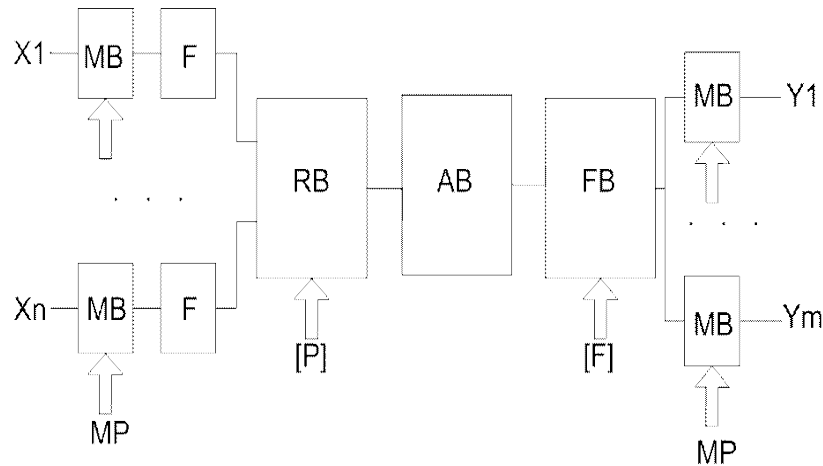 X1 MB F MB Y1
RB AB FB
. . . . . .
Xn MB F MB Ym
[P] [F]
MP MP